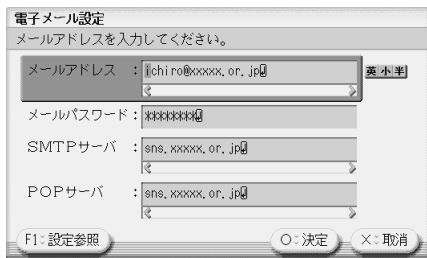 電子メール設定
メールアドレスを入力してください。
メールアドレス : ichiro@xxxxx.or.jp 英小半
メールパスワード : ********
SMTPサーバ : sns.xxxxx.or.jp
POPサーバ : sns.xxxxx.or.jp
F1:設定参照 ○:決定 ×:取消